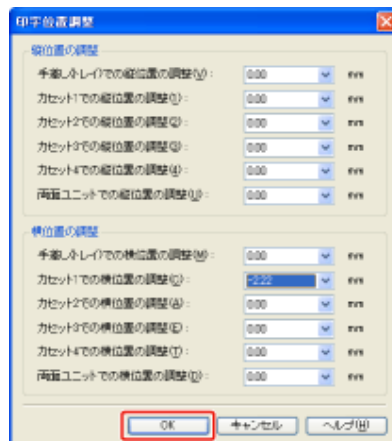 印字位置調整
縦位置の調整
手差し(トレイ)での縦位置の調整(V): 0.00 mm
カセット1での縦位置の調整(1): 0.00 mm
カセット2での縦位置の調整(2): 0.00 mm
カセット3での縦位置の調整(3): 0.00 mm
カセット4での縦位置の調整(4): 0.00 mm
両面ユニットでの縦位置の調整(U): 0.00 mm
横位置の調整
手差し(トレイ)での横位置の調整(M): 0.00 mm
カセット1での横位置の調整(C): -2.22 mm
カセット2での横位置の調整(A): 0.00 mm
カセット3での横位置の調整(E): 0.00 mm
カセット4での横位置の調整(T): 0.00 mm
両面ユニットでの横位置の調整(D): 0.00 mm
OK キャンセル ヘルプ(H)